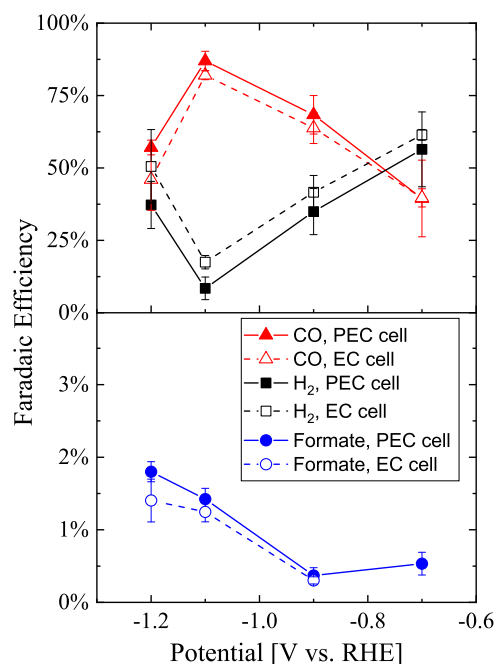 100%
75%
50%
25%
0%
Faradaic Efficiency
CO, PEC cell
CO, EC cell
H₂, PEC cell
H₂, EC cell
Formate, PEC cell
Formate, EC cell
3%
2%
1%
0%
-1.2 -1.0 -0.8 -0.6
Potential [V vs. RHE]